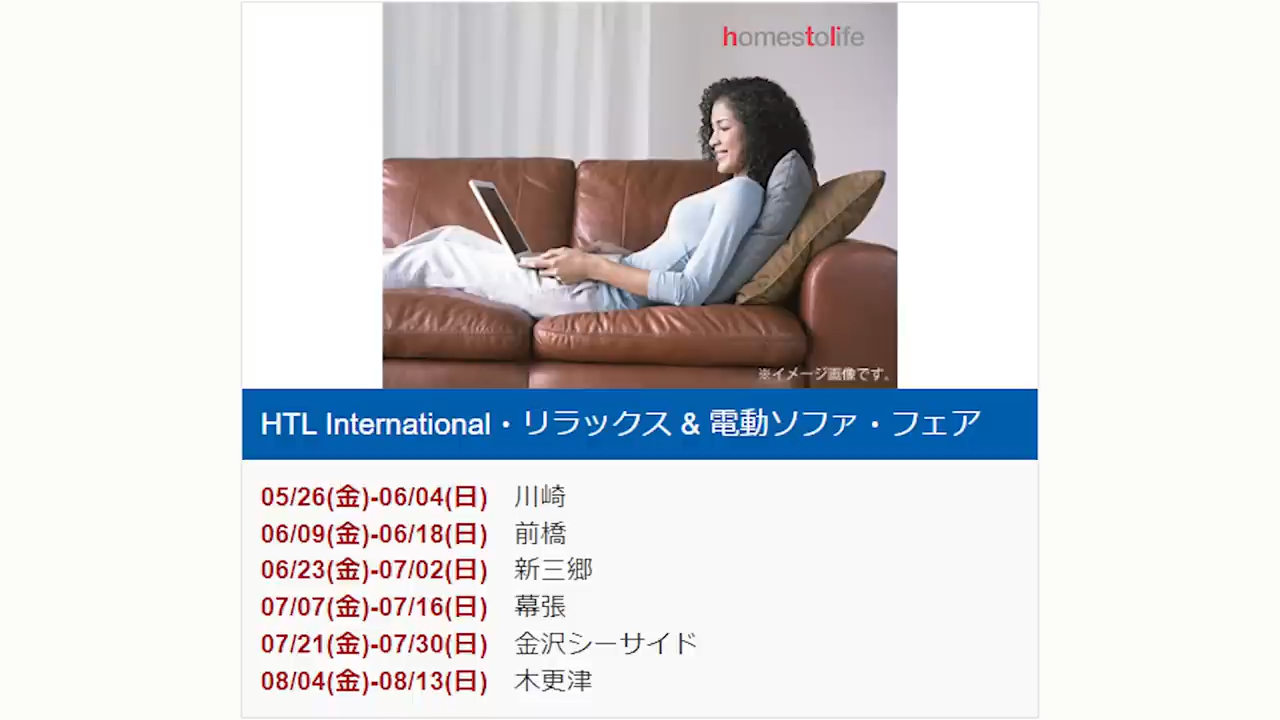 homestolife
※イメージ画像です。
HTL International・リラックス & 電動ソファ・フェア
05/26(金)-06/04(日) 川崎
06/09(金)-06/18(日) 前橋
06/23(金)-07/02(日) 新三郷
07/07(金)-07/16(日) 幕張
07/21(金)-07/30(日) 金沢シーサイド
08/04(金)-08/13(日) 木更津